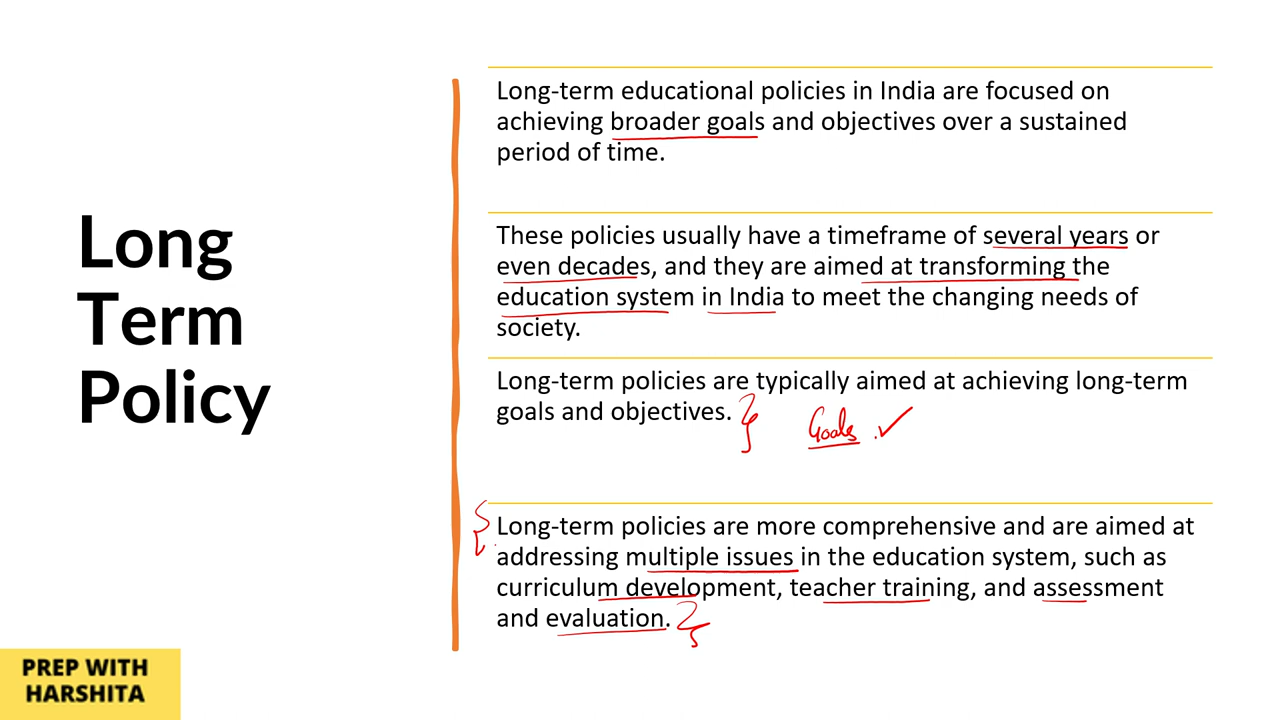 Long
Term
Policy
Long-term educational policies in India are focused on
achieving broader goals and objectives over a sustained
period of time.
These policies usually have a timeframe of several years or
even decades, and they are aimed at transforming the
education system in India to meet the changing needs of
society.
Long-term policies are typically aimed at achieving long-term
goals and objectives.
Goals
Long-term policies are more comprehensive and are aimed at
addressing multiple issues in the education system, such as
curriculum development, teacher training, and assessment
and evaluation.
PREP WITH
HARSHITA